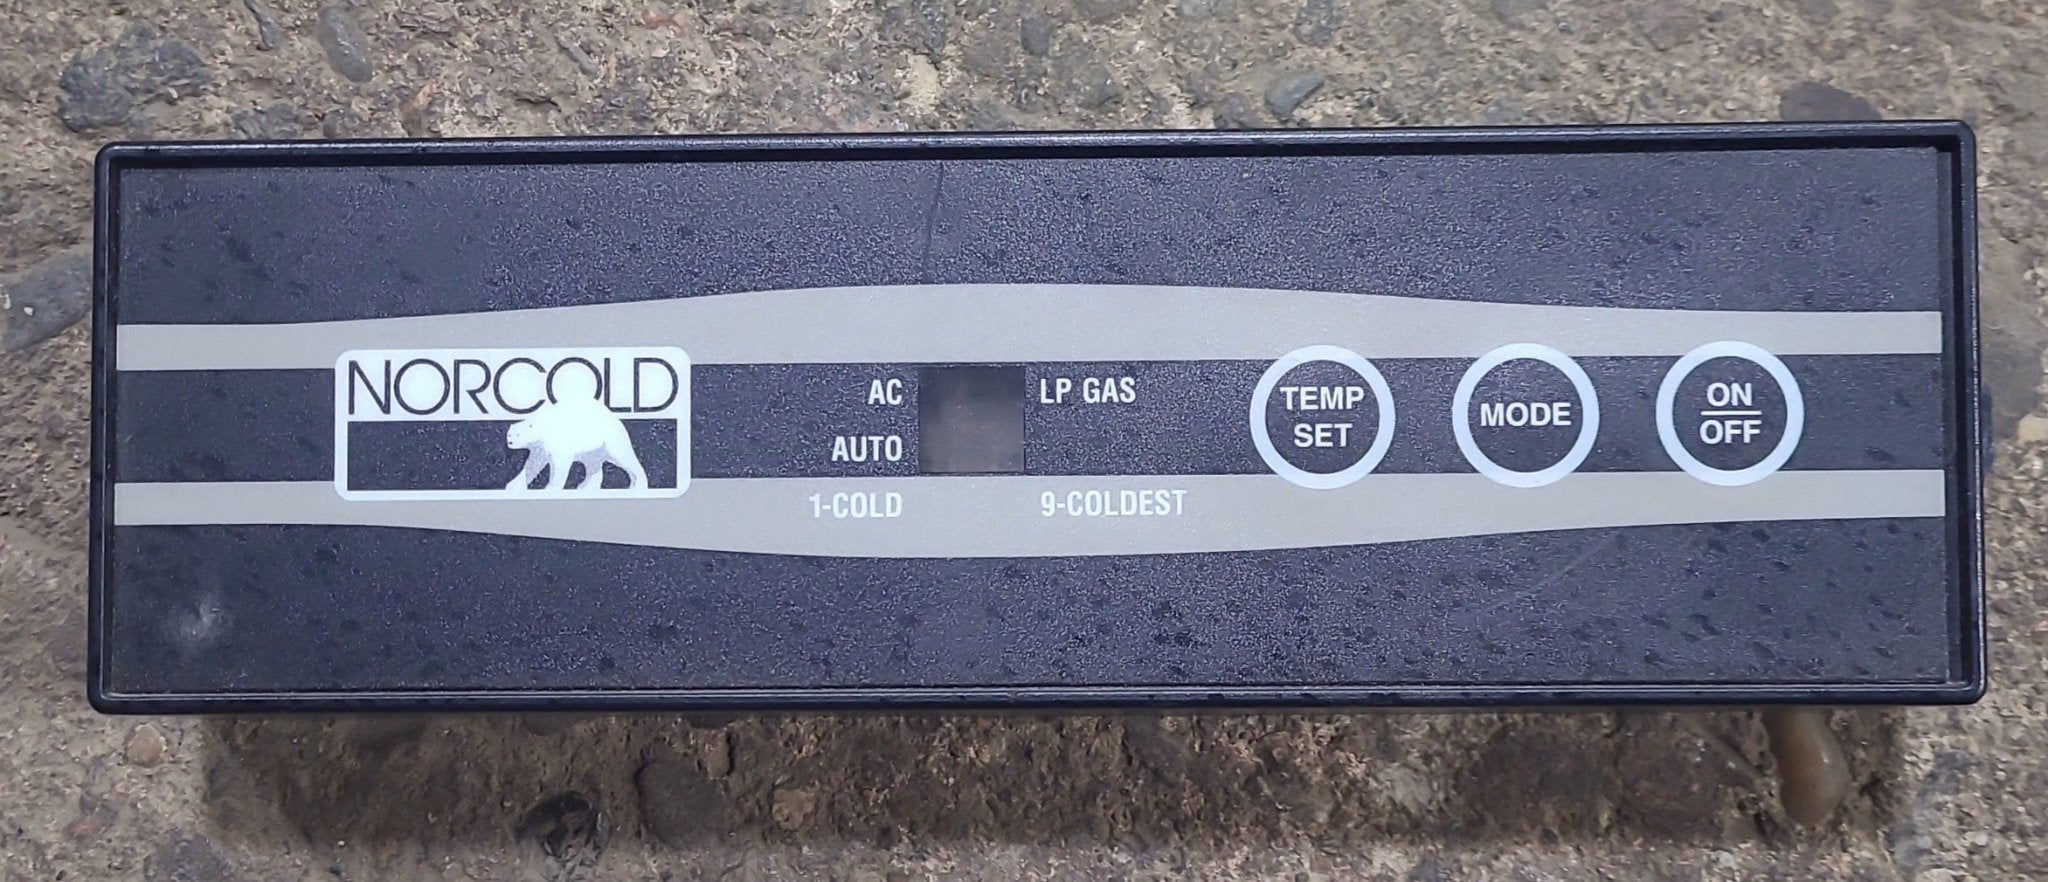 NORCOLD
AC
LP GAS
AUTO
1-COLD
9-COLDEST
TEMP
SET
MODE
ON
OFF